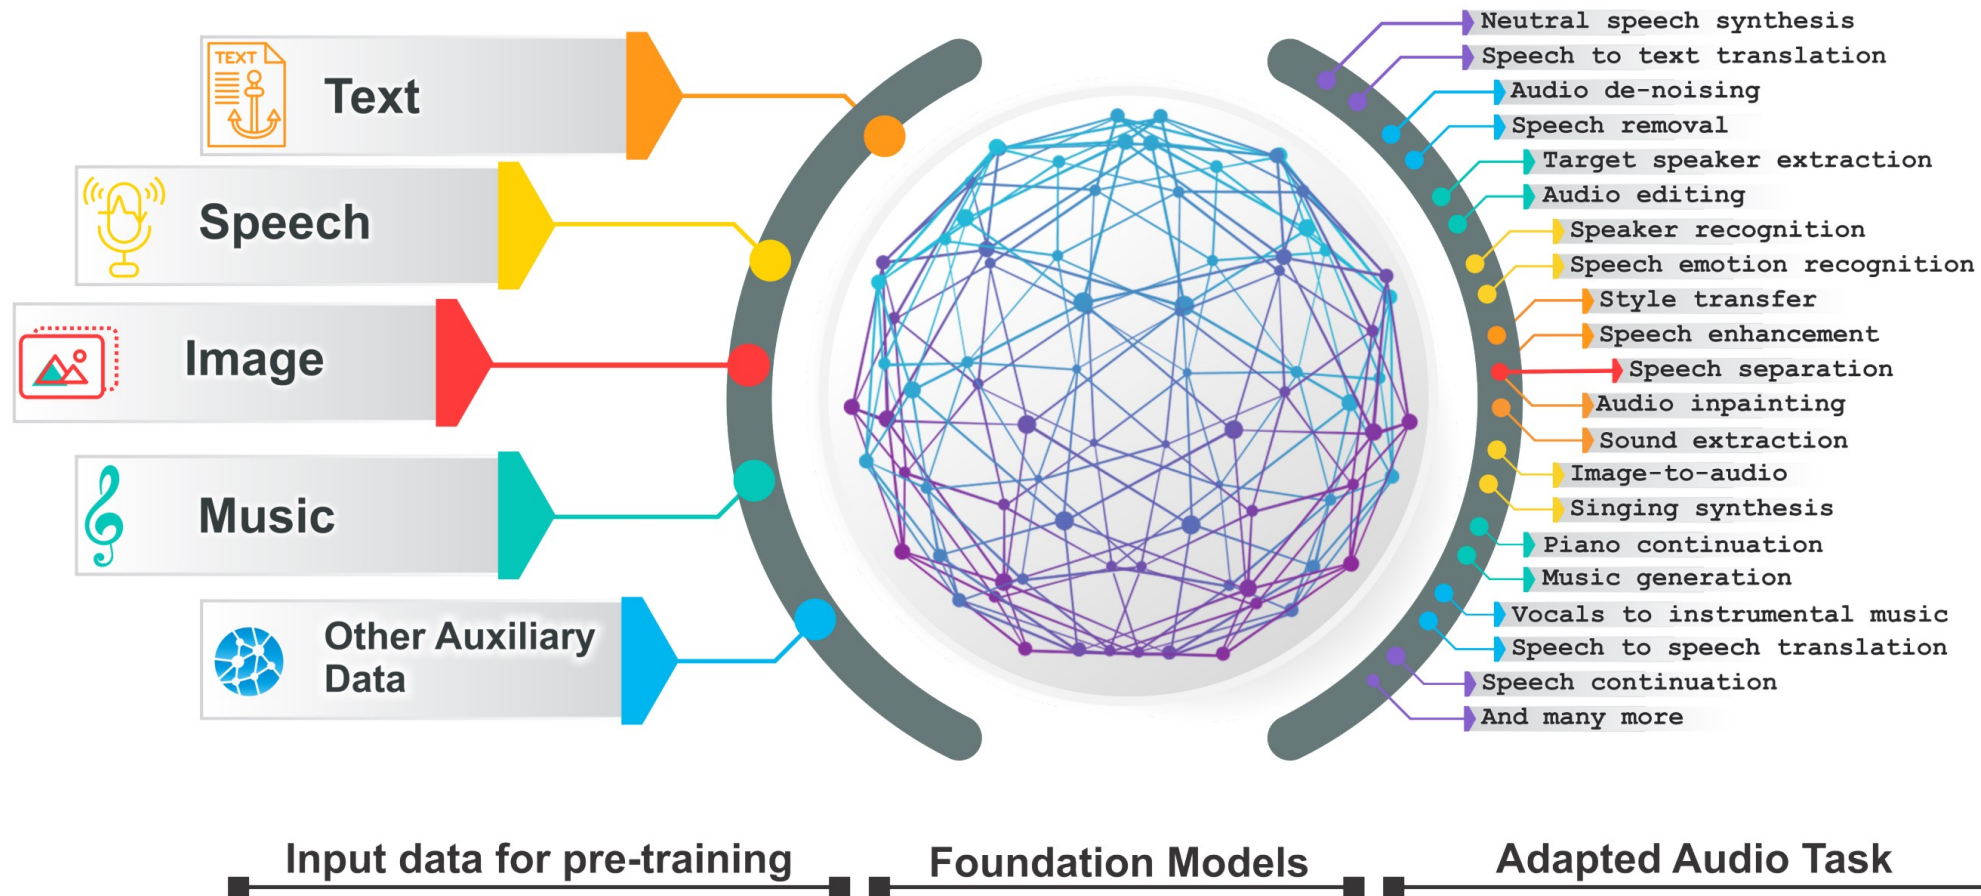 TEXT
Text
Speech
Image
Music
Other Auxiliary
Data
Neutral speech synthesis
Speech to text translation
Audio de-noising
Speech removal
Target speaker extraction
Audio editing
Speaker recognition
Speech emotion recognition
Style transfer
Speech enhancement
Speech separation
Audio inpainting
Sound extraction
Image-to-audio
Singing synthesis
Piano continuation
Music generation
Vocals to instrumental music
Speech to speech translation
Speech continuation
And many more
Input data for pre-training
Foundation Models
Adapted Audio Task